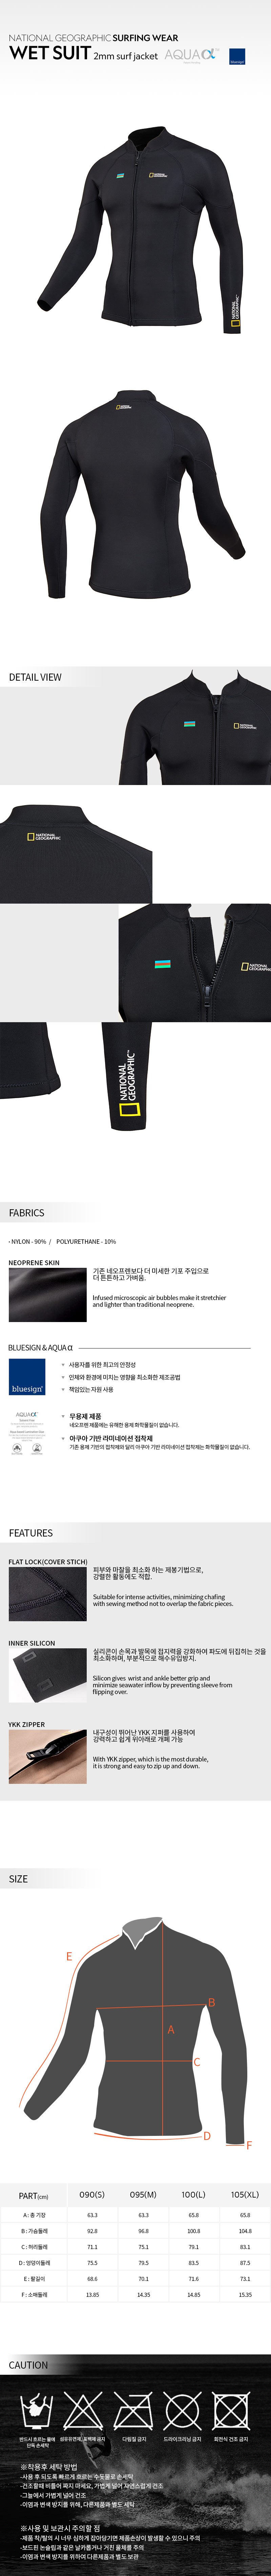 NATIONAL GEOGRAPHIC SURFING WEAR
WET SUIT 2mm surf jacket AQUAα
bluesign
NATIONAL GEOGRAPHIC
NATIONAL GEOGRAPHIC
NATIONAL GEOGRAPHIC
DETAIL VIEW
NATIONAL GEOGRAPHIC
NATIONAL GEOGRAPHIC
NATIONAL GEOGRAPHIC
NATIONAL GEOGRAPHIC
FABRICS
· NYLON - 90% / POLYURETHANE - 10%
NEOPRENE SKIN
기존 네오프렌보다 더 미세한 기포 주입으로
더 튼튼하고 가벼움.
Infused microscopic air bubbles make it stretchier
and lighter than traditional neoprene.
BLUESIGN & AQUA α
bluesign
사용자를 위한 최고의 안정성
인체와 환경에 미치는 영향을 최소화한 제조공법
책임있는 자원 사용
AQUAα
무용제 제품
네오프렌 제품에는 유해한 용제 화학물질이 없습니다.
아쿠아 기반 라미네이션 접착제
기존 용제 기반의 접착제와 달리 아쿠아 기반 라미네이션 접착제는 화학물질이 없습니다.
FEATURES
FLAT LOCK(COVER STICH)
피부와 마찰을 최소화 하는 제봉기법으로,
강렬한 활동에도 적합.
Suitable for intense activities, minimizing chafing
with sewing method not to overlap the fabric pieces.
INNER SILICON
실리콘이 손목과 발목에 접지력을 강화하여 파도에 뒤집히는 것을
최소화하며, 부분적으로 해수유입방지.
Silicon gives wrist and ankle better grip and
minimize seawater inflow by preventing sleeve from
flipping over.
YKK ZIPPER
내구성이 뛰어난 YKK 지퍼를 사용하여
강력하고 쉽게 위아래로 개폐 가능
With YKK zipper, which is the most durable,
it is strong and easy to zip up and down.
SIZE
E
B
A
C
D
F
PART(cm) 090(S) 095(M) 100(L) 105(XL)
A : 총 기장 63.3 63.3 65.8 65.8
B : 가슴둘레 92.8 96.8 100.8 104.8
C : 허리둘레 71.1 75.1 79.1 83.1
D : 엉덩이둘레 75.5 79.5 83.5 87.5
E : 팔길이 68.6 70.1 71.6 73.1
F : 소매둘레 13.85 14.35 14.85 15.35
CAUTION
반드시 흐르는 물에 단독 손세탁
섬유유연제, 표백제 금지
다림질 금지
드라이크리닝 금지
회전식 건조 금지
※착용후 세탁 방법
-사용 후 되도록 빠르게 흐르는 수돗물로 손세탁
-건조할때 비틀어 짜지 마세요, 가볍게 널어 자연스럽게 건조
-그늘에서 가볍게 널어 건조
-이염과 변색 방지를 위해, 다른제품과 별도 세탁
※사용 및 보관시 주의할 점
-제품 착/탈의 시 너무 심하게 잡아당기면 제품손상이 발생할 수 있으니 주의
-보드핀 논슬립과 같은 날카롭거나 거친 물체를 주의
-이염과 변색 방지를 위하여 다른제품과 별도 보관